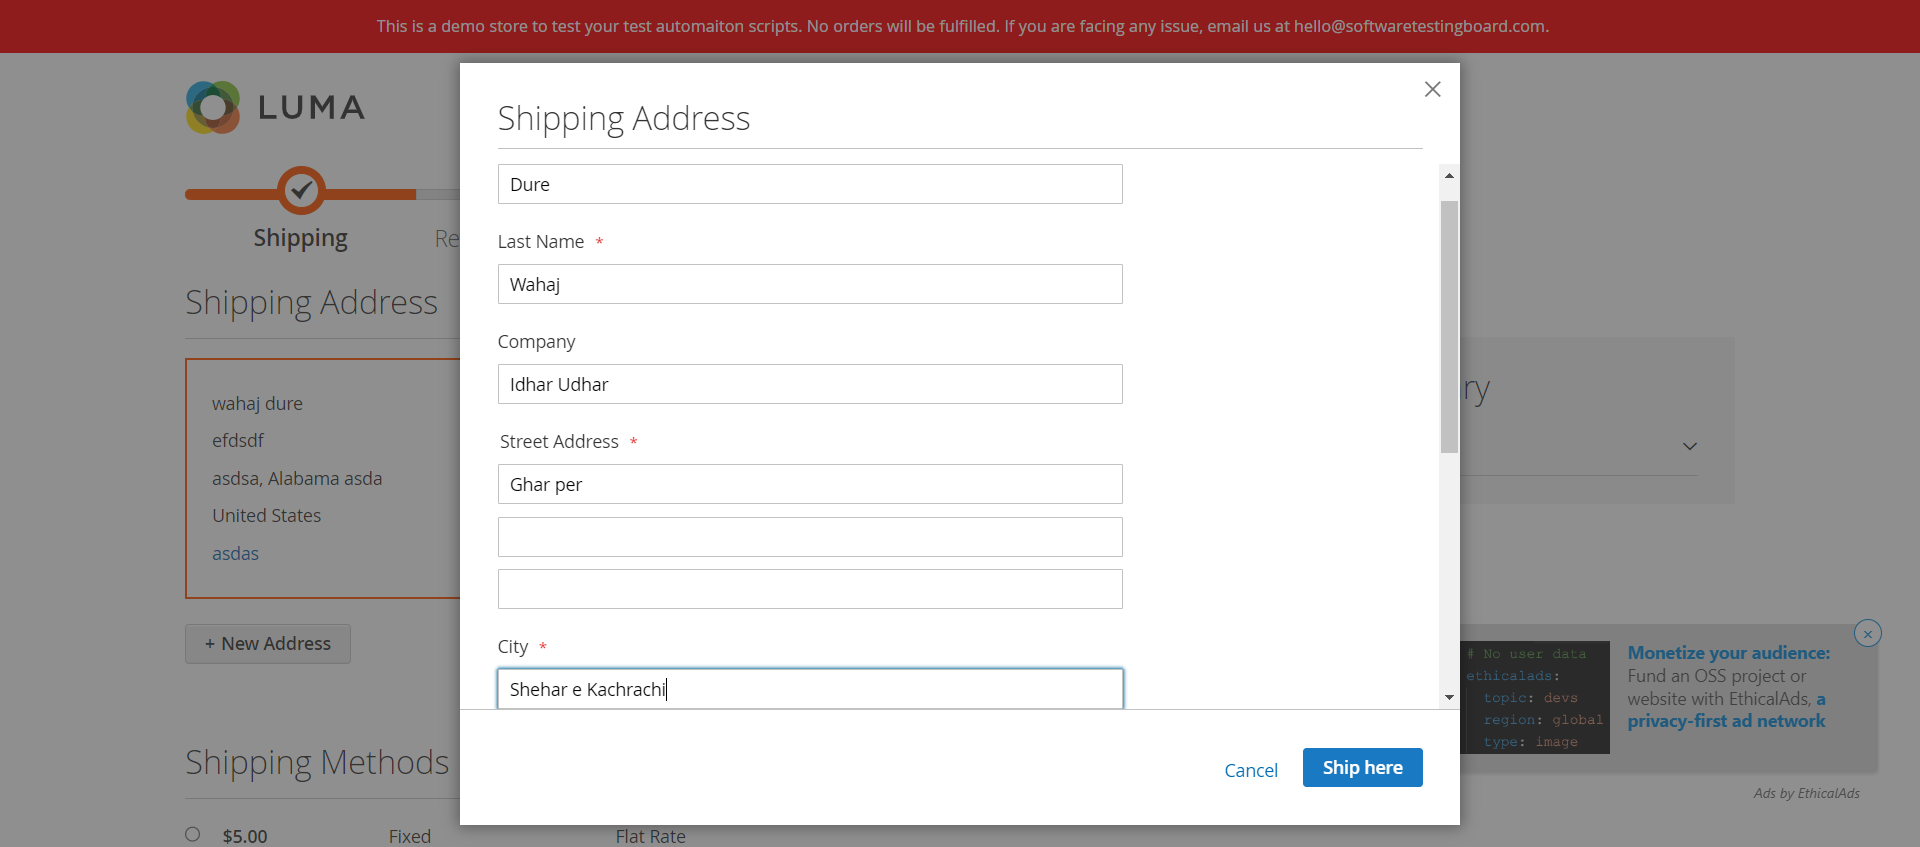 This is a demo store to test your test automaiton scripts. No orders will be fulfilled. If you are facing any issue, email us at hello@softwaretestingboard.com.
LUMA
Shipping
Re
Shipping Address
wahaj dure
efdsdf
asdsa, Alabama asda
United States
asdas
+ New Address
Shipping Methods
$5.00 Fixed Flat Rate
Shipping Address
Dure
Last Name *
Wahaj
Company
Idhar Udhar
Street Address *
Ghar per
City *
Shehar e Kachrachi
Cancel
Ship here
ry
# No user data
ethicalads:
topic: devs
region: global
type: image
Monetize your audience:
Fund an OSS project or
website with EthicalAds, a
privacy-first ad network
Ads by EthicalAds